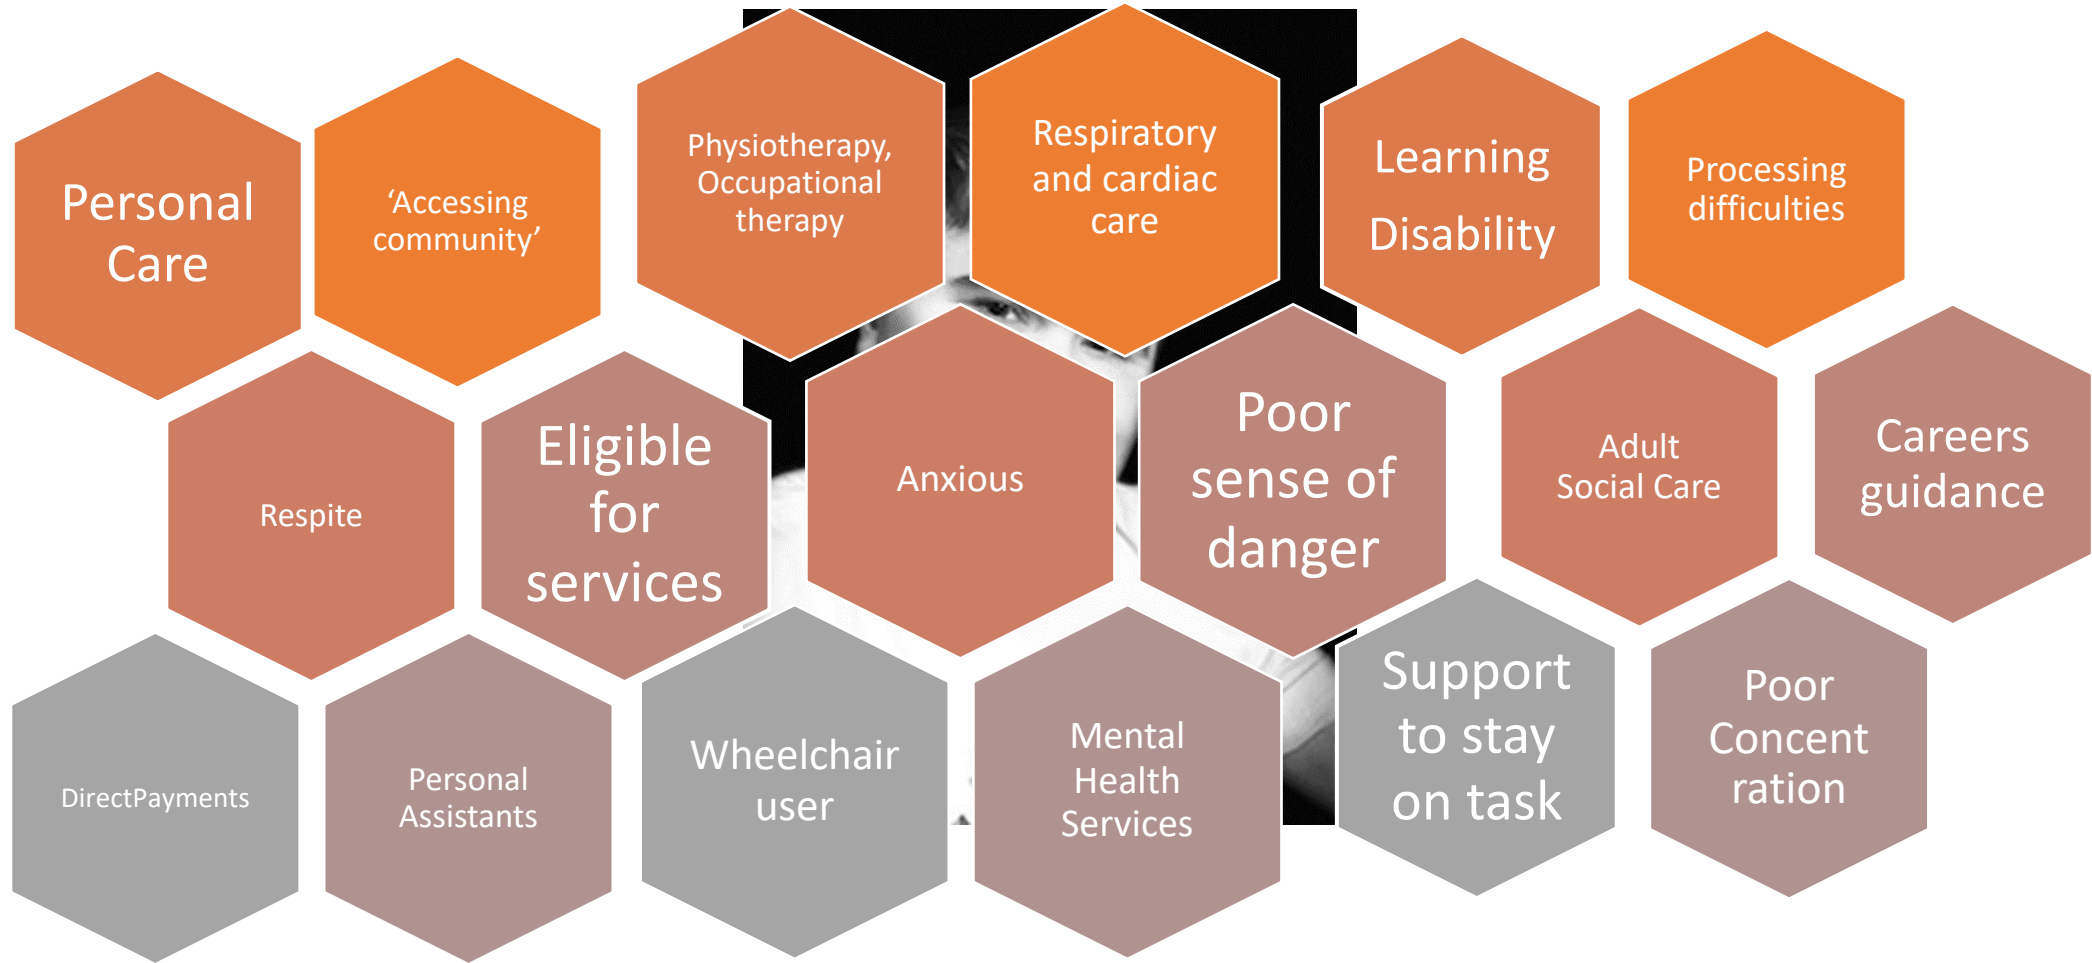 Personal
Care
‘Accessing
community’
Physiotherapy,
Occupational
therapy
Respiratory
and cardiac
care
Learning
Disability
Processing
difficulties
Respite
Eligible
for
services
Anxious
Poor
sense of
danger
Adult
Social Care
Careers
guidance
DirectPayments
Personal
Assistants
Wheelchair
user
Mental
Health
Services
Support
to stay
on task
Poor
Concent
ration